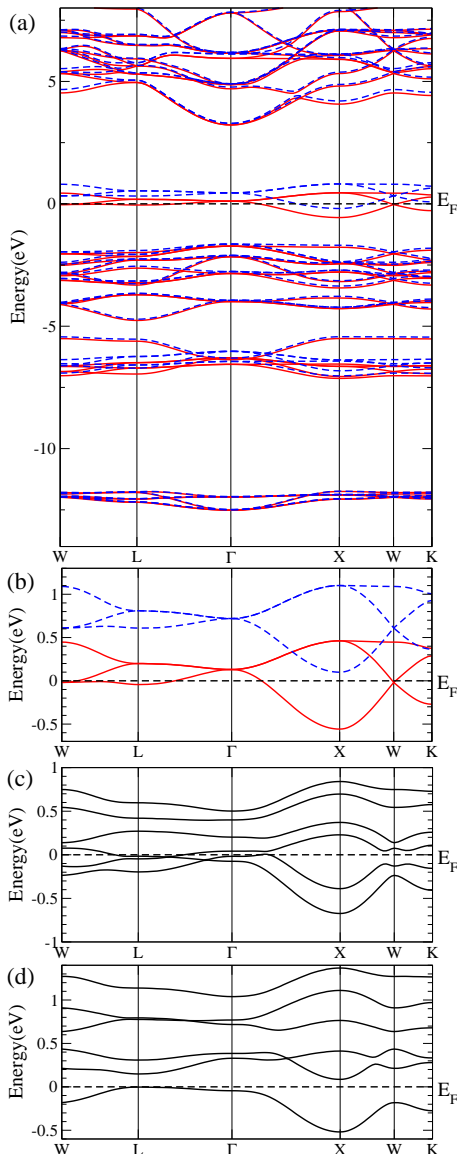 (a)
5
0
-5
-10
Energy(eV)
E_F
W L Γ X W K
(b)
1
0.5
0
-0.5
Energy(eV)
E_F
W L Γ X W K
(c)
1
0.5
0
-0.5
-1
Energy(eV)
E_F
W L Γ X W K
(d)
1
0.5
0
-0.5
Energy(eV)
E_F
W L Γ X W K